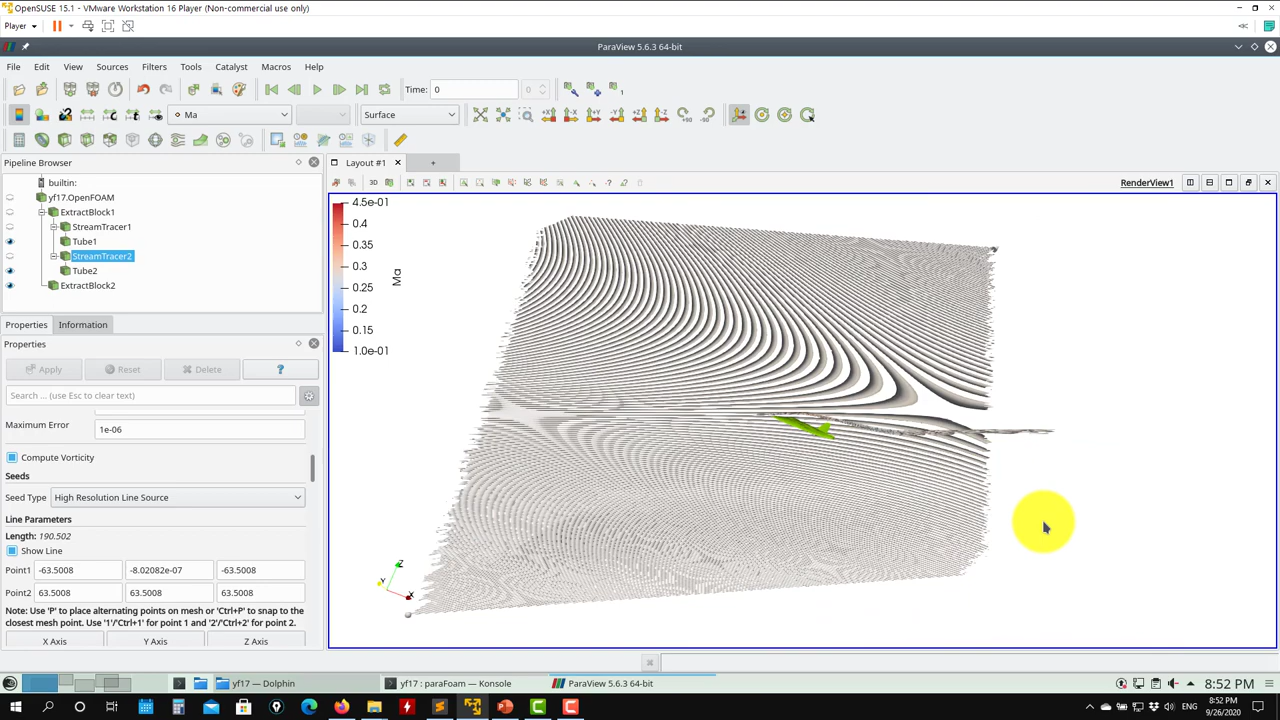 OpenSUSE 15.1 - VMware Workstation 16 Player (Non-commercial use only)
Player
ParaView 5.6.3 64-bit
File Edit View Sources Filters Tools Catalyst Macros Help
Time: 0 0
Ma Surface
Pipeline Browser
Layout #1 +
builtin:
3D RenderView1
yf17.OpenFOAM
ExtractBlock1
StreamTracer1
Tube1
StreamTracer2
Tube2
ExtractBlock2
4.5e-01
0.4
0.35
0.3
0.25
0.2
0.15
1.0e-01
Ma
Properties Information
Properties
Apply Reset Delete ?
Search ... (use Esc to clear text)
Maximum Error 1e-06
Compute Vorticity
Seeds
Seed Type High Resolution Line Source
Line Parameters
Length: 190.502
Show Line
Point1 -63.5008 -8.02082e-07 -63.5008
Point2 63.5008 63.5008 63.5008
Note: Use 'P' to place alternating points on mesh or 'Ctrl+P' to snap to the
closest mesh point. Use '1'/'Ctrl+1' for point 1 and '2'/'Ctrl+2' for point 2.
X Axis Y Axis Z Axis
Z
Y
X
yf17 — Dolphin yf17 : paraFoam — Konsole ParaView 5.6.3 64-bit 8:52 PM
ENG 8:52 PM
9/26/2020